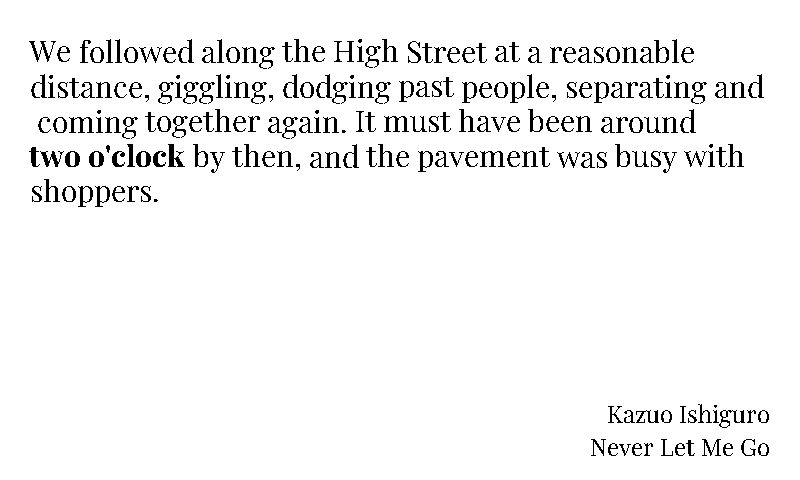 We followed along the High Street at a reasonable
distance, giggling, dodging past people, separating and
coming together again. It must have been around
two o'clock by then, and the pavement was busy with
shoppers.
Kazuo Ishiguro
Never Let Me Go